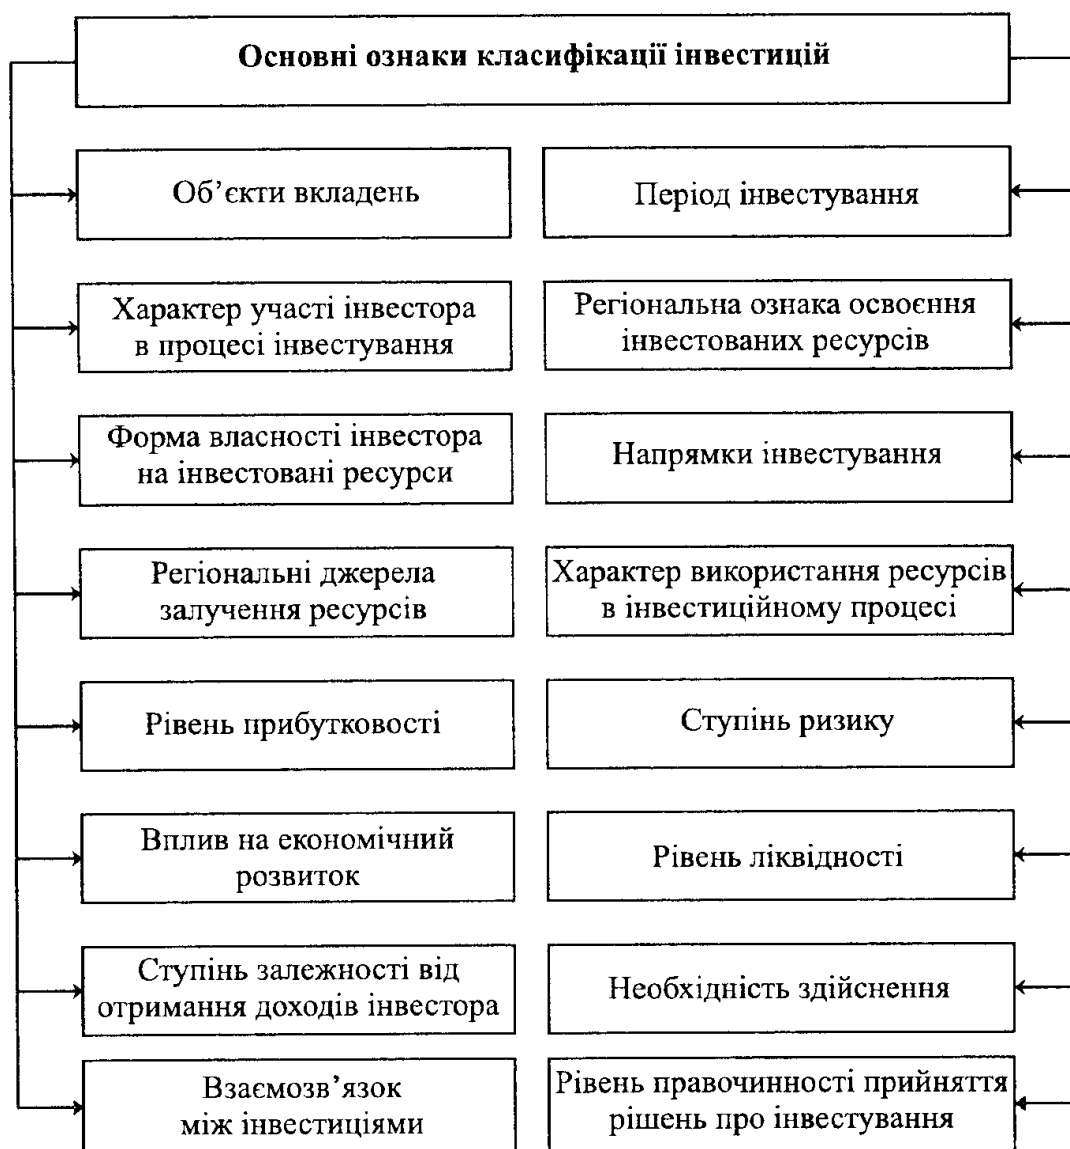 Основні ознаки класифікації інвестицій
Об’єкти вкладень
Період інвестування
Характер участі інвестора
в процесі інвестування
Регіональна ознака освоєння
інвестованих ресурсів
Форма власності інвестора
на інвестовані ресурси
Напрямки інвестування
Регіональні джерела
залучення ресурсів
Характер використання ресурсів
в інвестиційному процесі
Рівень прибутковості
Ступінь ризику
Вплив на економічний
розвиток
Рівень ліквідності
Ступінь залежності від
отримання доходів інвестора
Необхідність здійснення
Взаємозв’язок
між інвестиціями
Рівень правочинності прийняття
рішень про інвестування